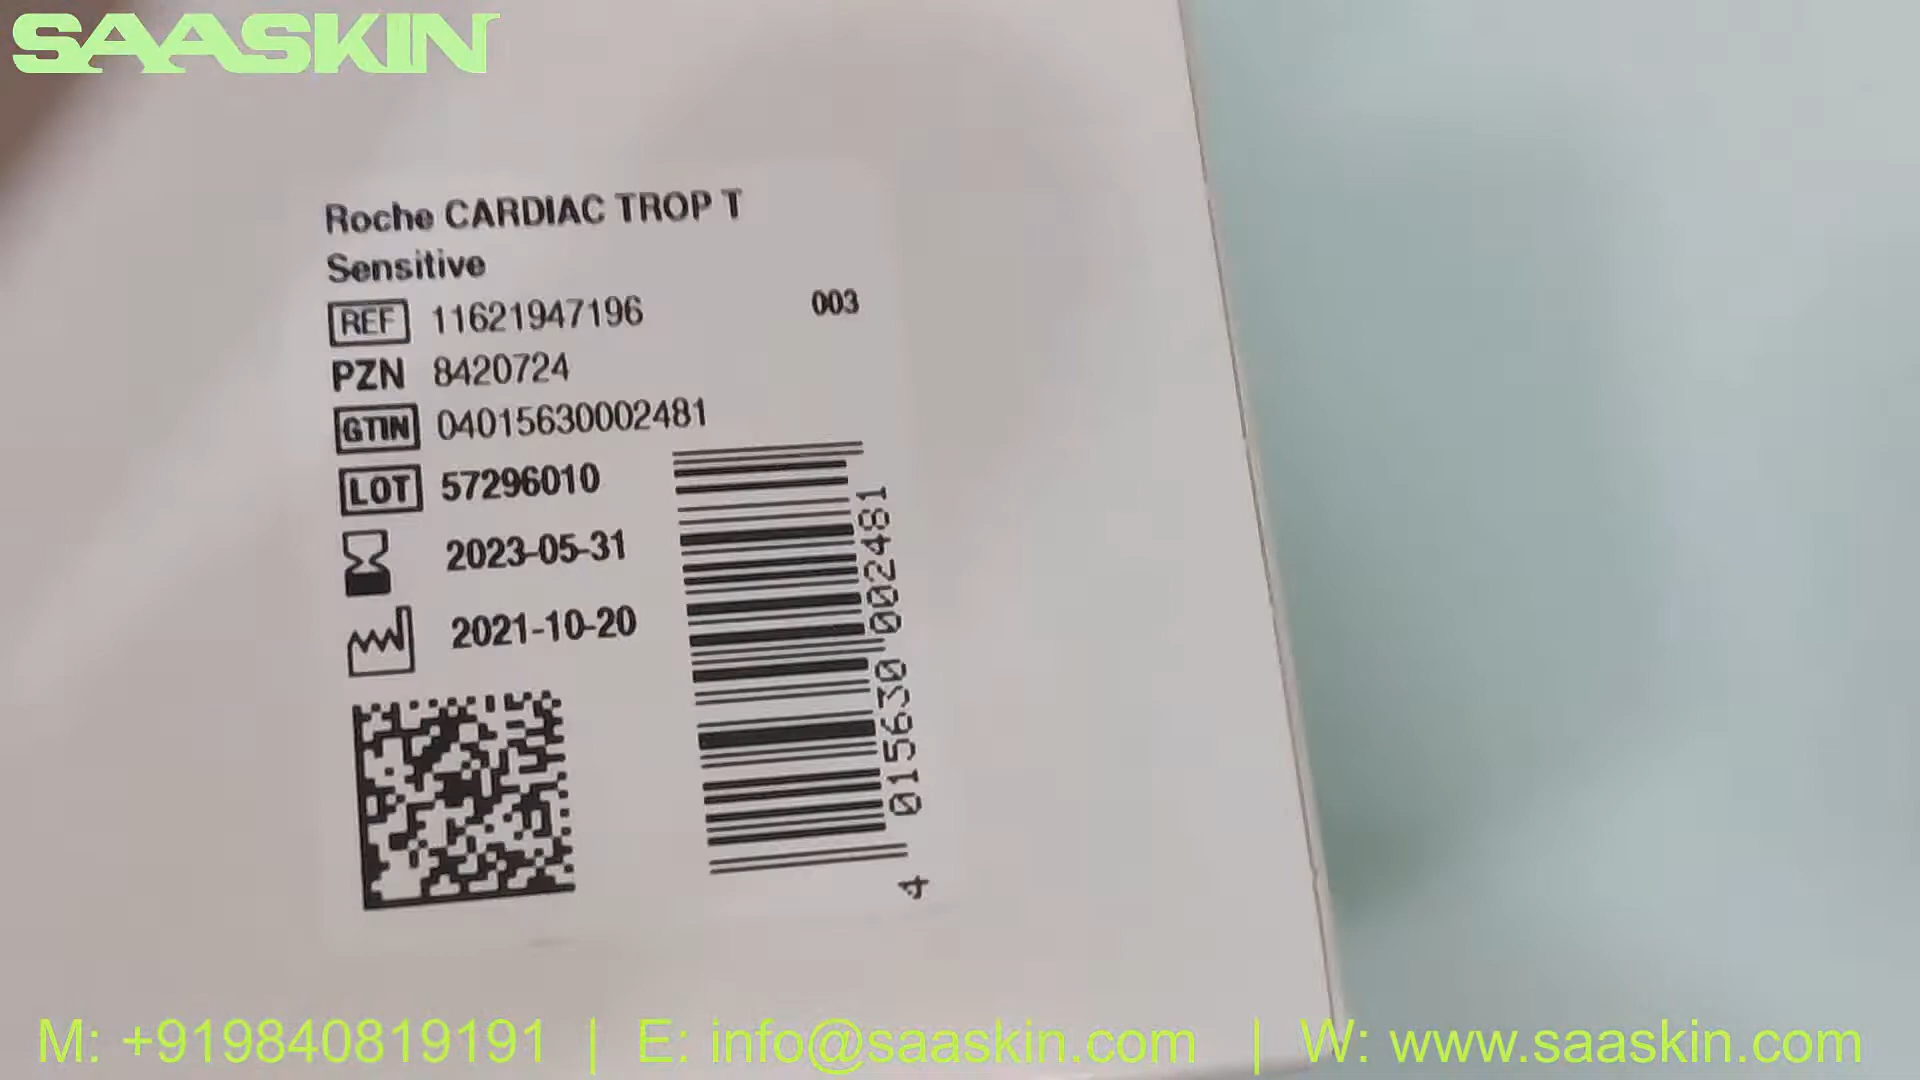 SAASKIN
Roche CARDIAC TROP T
Sensitive
REF 11621947196 003
PZN 8420724
GTIN 04015630002481
LOT 57296010
2023-05-31
2021-10-20
4 015630 002481
M: +919840819191 | E: info@saaskin.com | W: www.saaskin.com